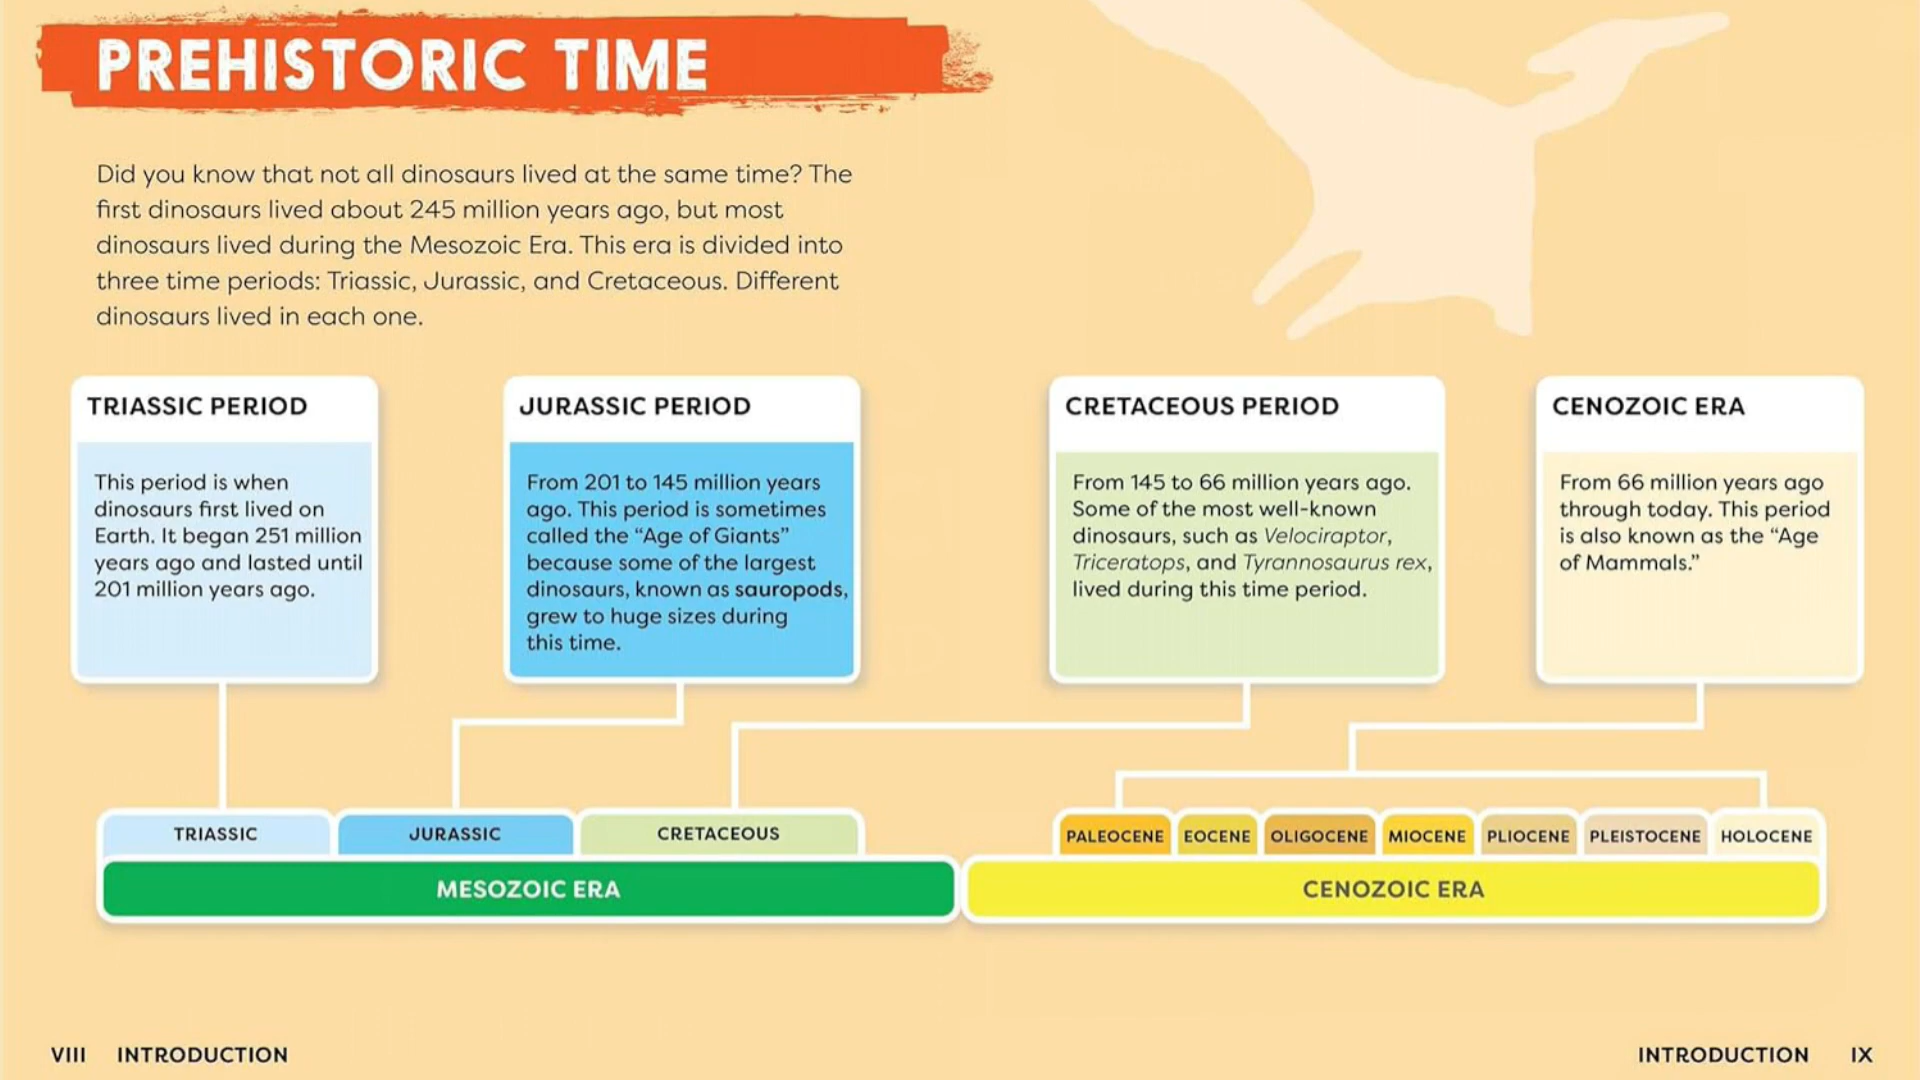 PREHISTORIC TIME
Did you know that not all dinosaurs lived at the same time? The
first dinosaurs lived about 245 million years ago, but most
dinosaurs lived during the Mesozoic Era. This era is divided into
three time periods: Triassic, Jurassic, and Cretaceous. Different
dinosaurs lived in each one.
TRIASSIC PERIOD
This period is when
dinosaurs first lived on
Earth. It began 251 million
years ago and lasted until
201 million years ago.
JURASSIC PERIOD
From 201 to 145 million years
ago. This period is sometimes
called the “Age of Giants”
because some of the largest
dinosaurs, known as sauropods,
grew to huge sizes during
this time.
CRETACEOUS PERIOD
From 145 to 66 million years ago.
Some of the most well-known
dinosaurs, such as Velociraptor,
Triceratops, and Tyrannosaurus rex,
lived during this time period.
CENOZOIC ERA
From 66 million years ago
through today. This period
is also known as the “Age
of Mammals.”
TRIASSIC
JURASSIC
CRETACEOUS
MESOZOIC ERA
PALEOCENE
EOCENE
OLIGOCENE
MIOCENE
PLIOCENE
PLEISTOCENE
HOLOCENE
CENOZOIC ERA
VIII INTRODUCTION
INTRODUCTION IX